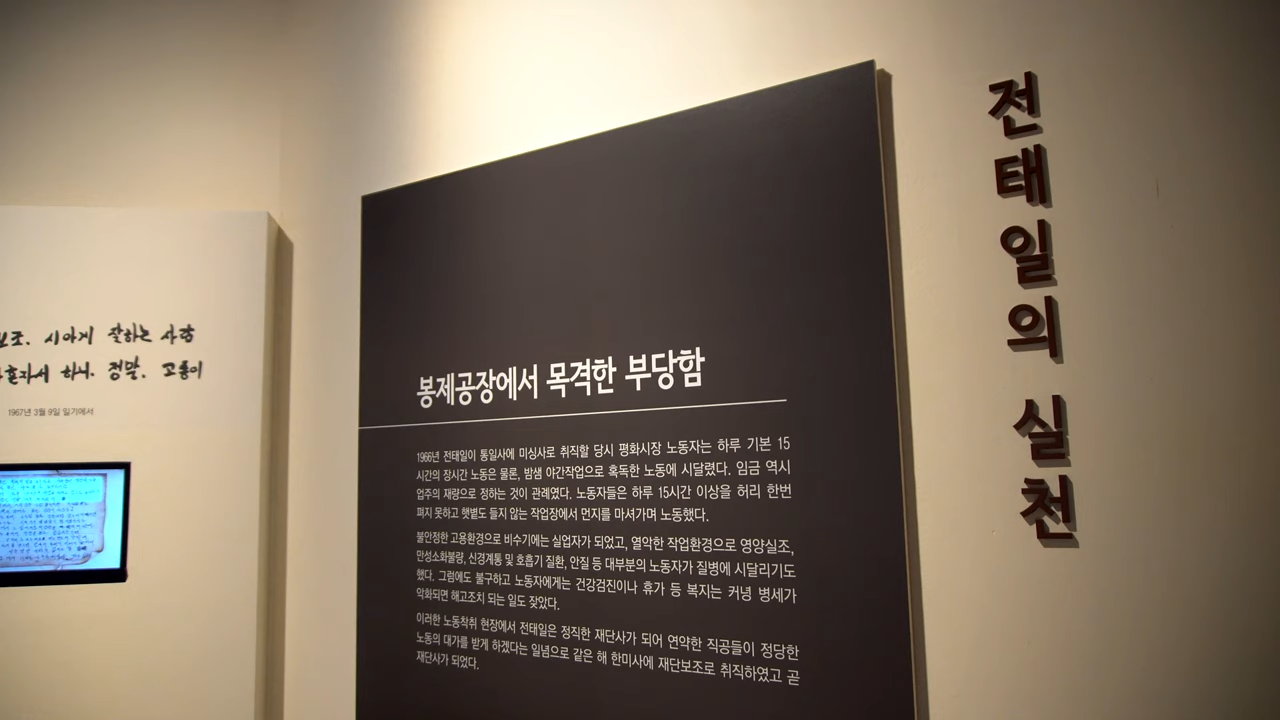 보조. 시아게 잘하는 사람
혼자서 하니. 정말. 고통이
1967년 3월 9일 일기에서
봉제공장에서 목격한 부당함
1966년 전태일이 통일사에 미싱사로 취직할 당시 평화시장 노동자는 하루 기본 15
시간의 장시간 노동은 물론, 밤샘 야간작업으로 혹독한 노동에 시달렸다. 임금 역시
업주의 재량으로 정하는 것이 관례였다. 노동자들은 하루 15시간 이상을 허리 한번
펴지 못하고 햇볕도 들지 않는 작업장에서 먼지를 마셔가며 노동했다.
불안정한 고용환경으로 비수기에는 실업자가 되었고, 열악한 작업환경으로 영양실조,
만성소화불량, 신경계통 및 호흡기 질환, 안질 등 대부분의 노동자가 질병에 시달리기도
했다. 그럼에도 불구하고 노동자에게는 건강검진이나 휴가 등 복지는 커녕 병세가
악화되면 해고조치 되는 일도 잦았다.
이러한 노동착취 현장에서 전태일은 정직한 재단사가 되어 연약한 직공들이 정당한
노동의 대가를 받게 하겠다는 일념으로 같은 해 한미사에 재단보조로 취직하였고 곧
재단사가 되었다.
전태일의 실천